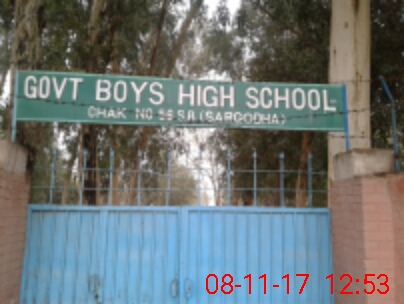 GOVT BOYS HIGH SCHOOL
CHAK NO 56 S.B (SARGODHA)
08-11-17 12:53